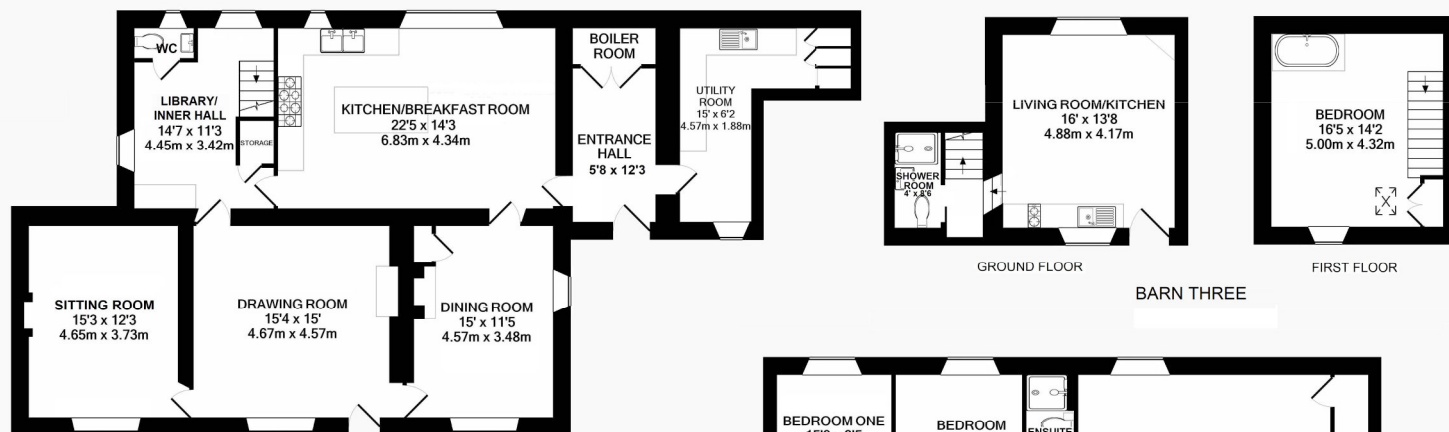 WC
LIBRARY/
INNER HALL
14'7 x 11'3
4.45m x 3.42m
STORAGE
KITCHEN/BREAKFAST ROOM
22'5 x 14'3
6.83m x 4.34m
BOILER
ROOM
ENTRANCE
HALL
5'8 x 12'3
UTILITY
ROOM
15' x 6'2
4.57m x 1.88m
SITTING ROOM
15'3 x 12'3
4.65m x 3.73m
DRAWING ROOM
15'4 x 15'
4.67m x 4.57m
DINING ROOM
15' x 11'5
4.57m x 3.48m
LIVING ROOM/KITCHEN
16' x 13'8
4.88m x 4.17m
SHOWER
ROOM
4' x 8'6
GROUND FLOOR
BEDROOM
16'5 x 14'2
5.00m x 4.32m
FIRST FLOOR
BARN THREE
BEDROOM ONE
BEDROOM
ENSUITE